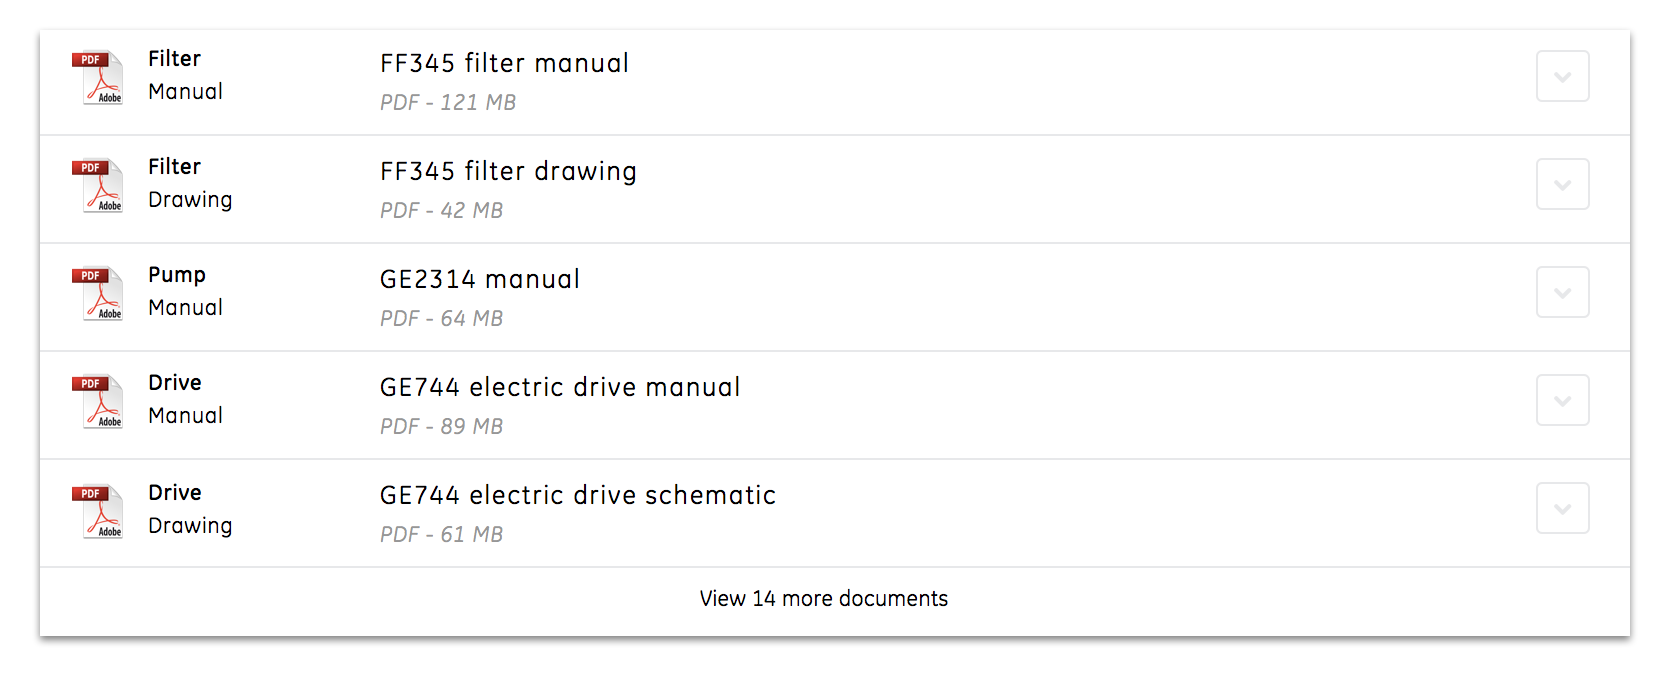 PDF
Adobe
Filter
Manual
FF345 filter manual
PDF - 121 MB
PDF
Adobe
Filter
Drawing
FF345 filter drawing
PDF - 42 MB
PDF
Adobe
Pump
Manual
GE2314 manual
PDF - 64 MB
PDF
Adobe
Drive
Manual
GE744 electric drive manual
PDF - 89 MB
PDF
Adobe
Drive
Drawing
GE744 electric drive schematic
PDF - 61 MB
View 14 more documents